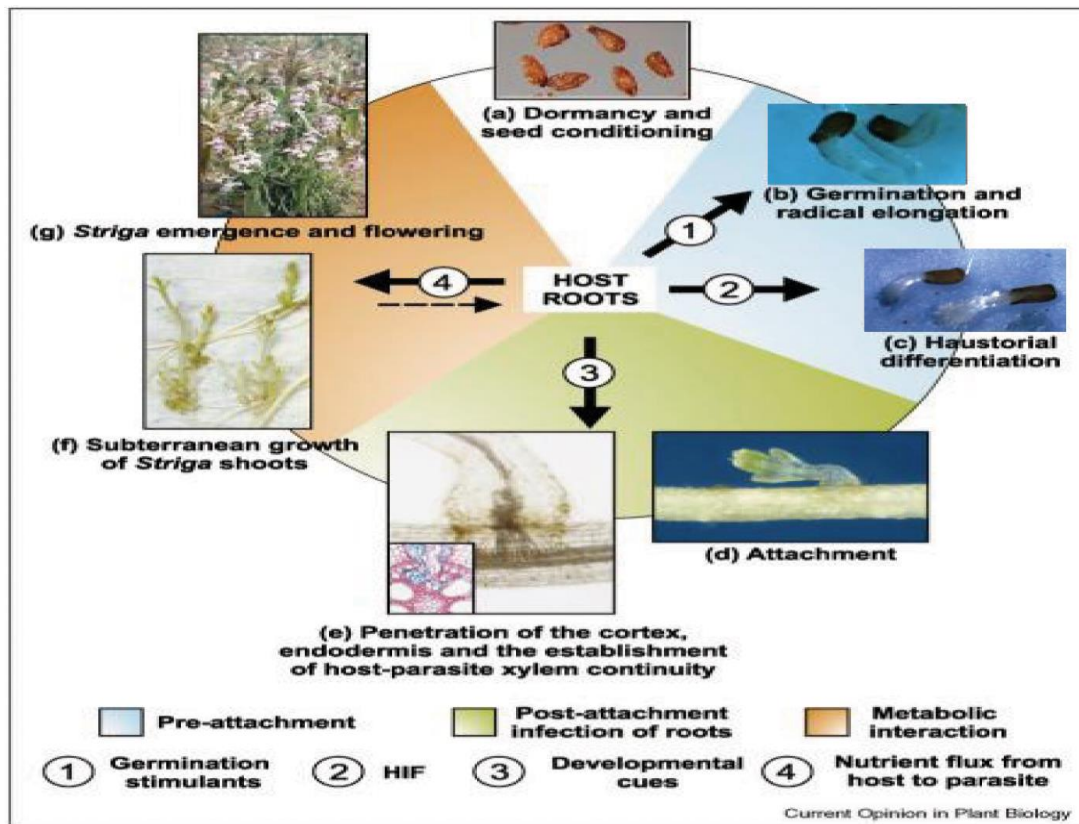 (a) Dormancy and
seed conditioning
(b) Germination and
radical elongation
(c) Haustorial
differentiation
(d) Attachment
(e) Penetration of the cortex,
endodermis and the establishment
of host-parasite xylem continuity
(f) Subterranean growth
of Striga shoots
(g) Striga emergence and flowering
HOST
ROOTS
1
2
3
4
Pre-attachment
Post-attachment
infection of roots
Metabolic
interaction
1 Germination
stimulants
2 HIF
3 Developmental
cues
4 Nutrient flux from
host to parasite
Current Opinion in Plant Biology